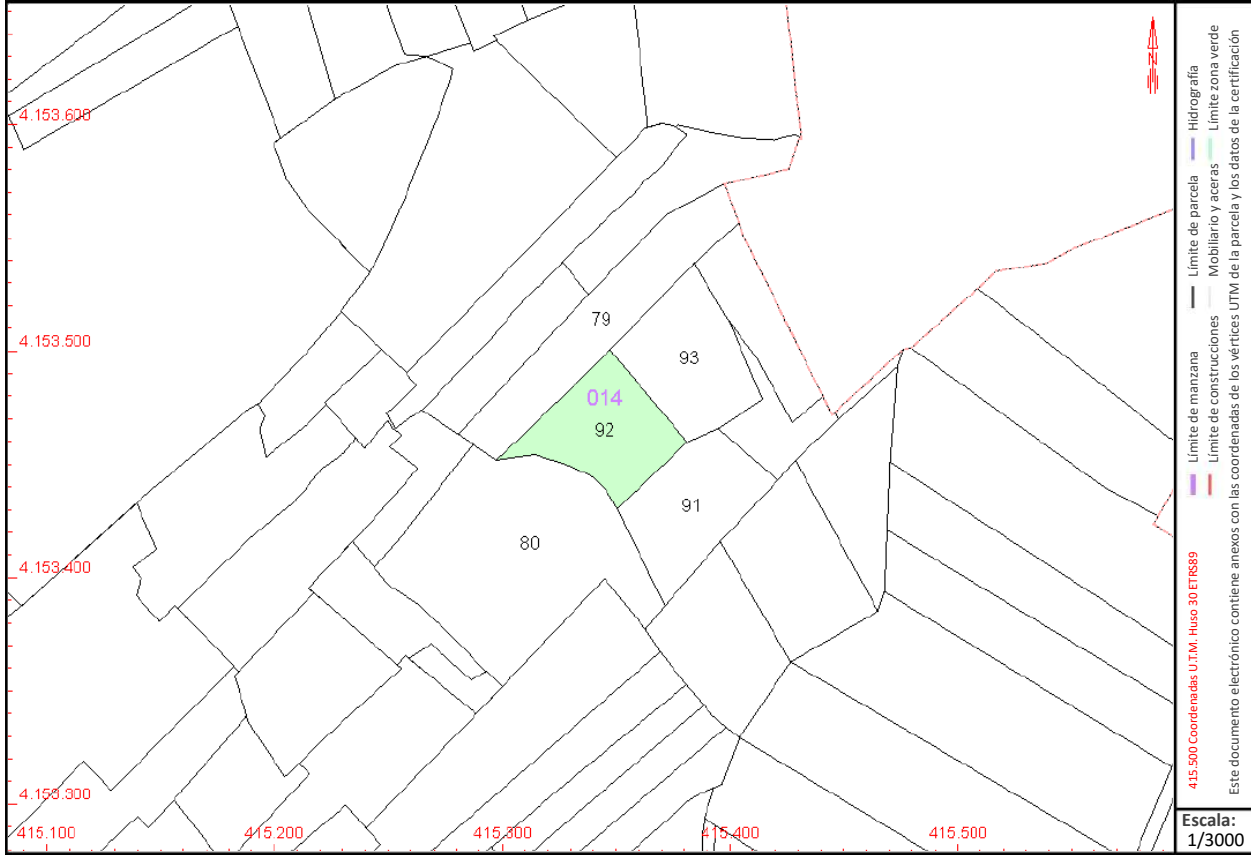 4.153.600
4.153.500
4.153.400
4.153.300
415.100
415.200
415.300
415.400
415.500
79
93
014
92
91
80
N
415.500 Coordenadas U.T.M. Huso 30 ETRS89
Límite de manzana
Límite de parcela
Hidrografía
Límite de construcciones
Mobiliario y aceras
Límite zona verde
Este documento electrónico contiene anexos con las coordenadas de los vértices UTM de la parcela y los datos de la certificación
Escala:
1/3000